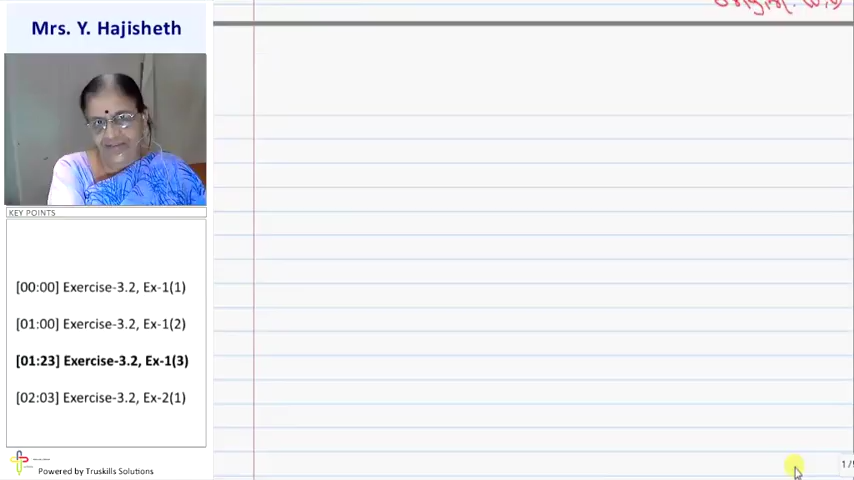 Mrs. Y. Hajisheth
KEY POINTS
[00:00] Exercise-3.2, Ex-1(1)
[01:00] Exercise-3.2, Ex-1(2)
[01:23] Exercise-3.2, Ex-1(3)
[02:03] Exercise-3.2, Ex-2(1)
Powered by Truskills Solutions
1/